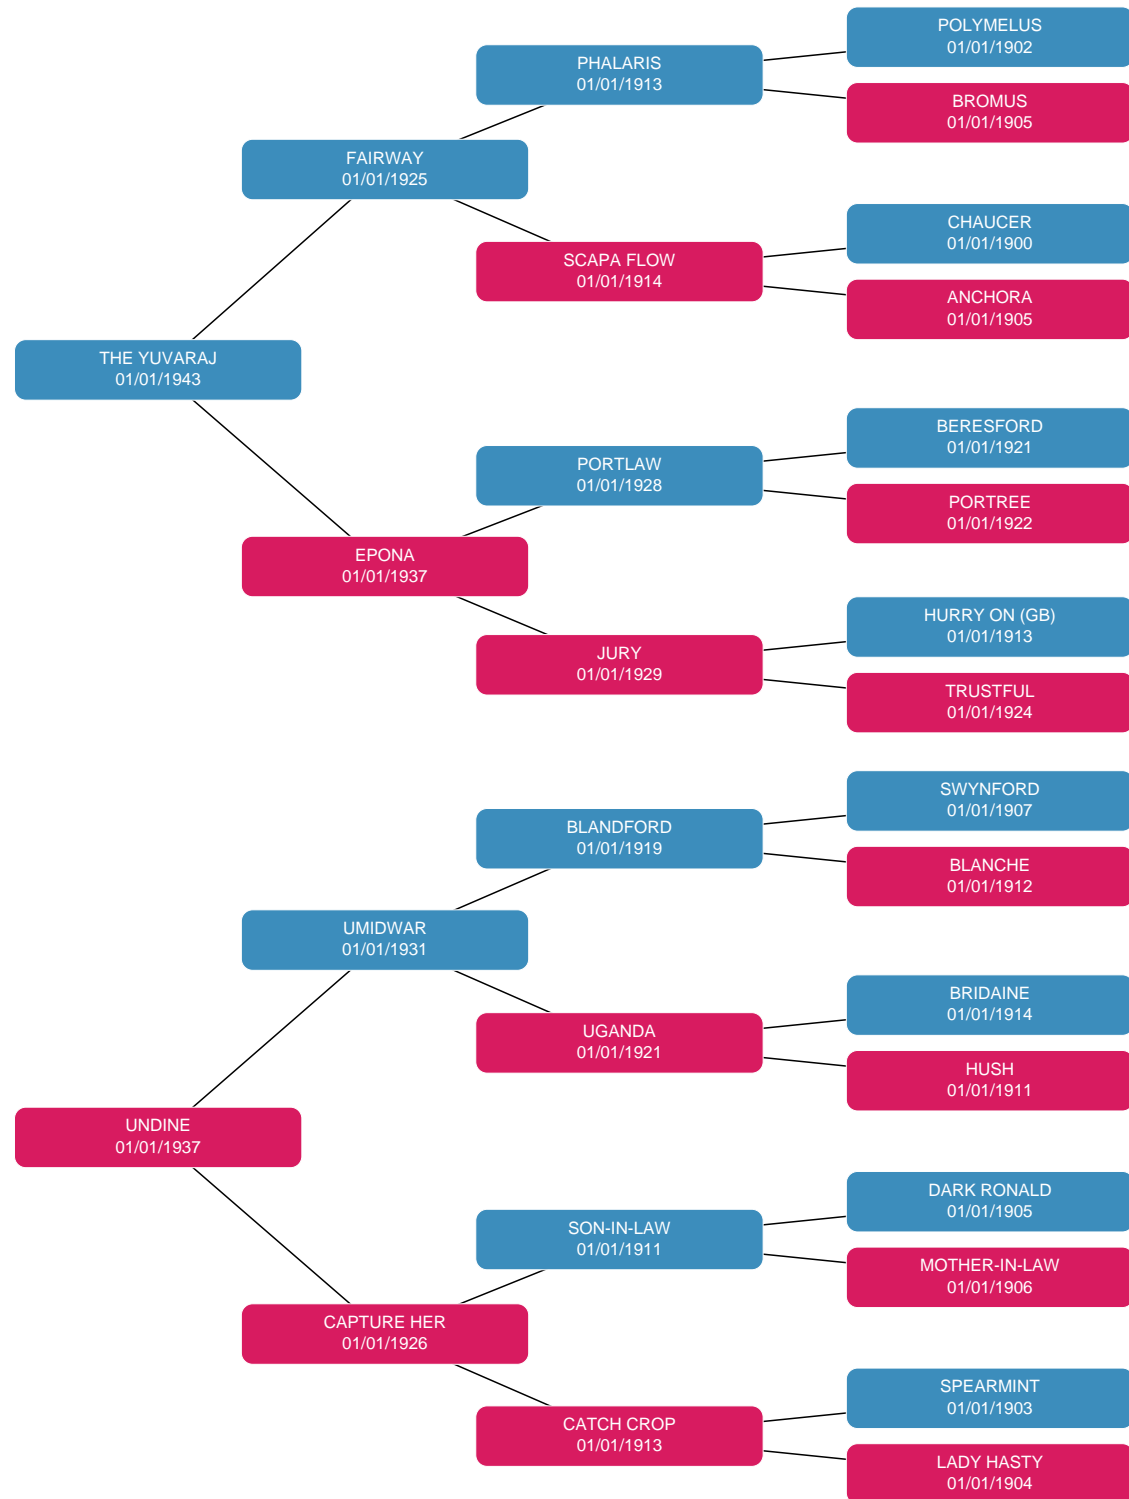 POLYMELUS
01/01/1902
PHALARIS
01/01/1913
BROMUS
01/01/1905
FAIRWAY
01/01/1925
CHAUCER
01/01/1900
SCAPA FLOW
01/01/1914
ANCHORA
01/01/1905
THE YUVARAJ
01/01/1943
BERESFORD
01/01/1921
PORTLAW
01/01/1928
PORTREE
01/01/1922
EPONA
01/01/1937
HURRY ON (GB)
01/01/1913
JURY
01/01/1929
TRUSTFUL
01/01/1924
SWYNFORD
01/01/1907
BLANDFORD
01/01/1919
BLANCHE
01/01/1912
UMIDWAR
01/01/1931
BRIDAINE
01/01/1914
UGANDA
01/01/1921
HUSH
01/01/1911
UNDINE
01/01/1937
DARK RONALD
01/01/1905
SON-IN-LAW
01/01/1911
MOTHER-IN-LAW
01/01/1906
CAPTURE HER
01/01/1926
SPEARMINT
01/01/1903
CATCH CROP
01/01/1913
LADY HASTY
01/01/1904